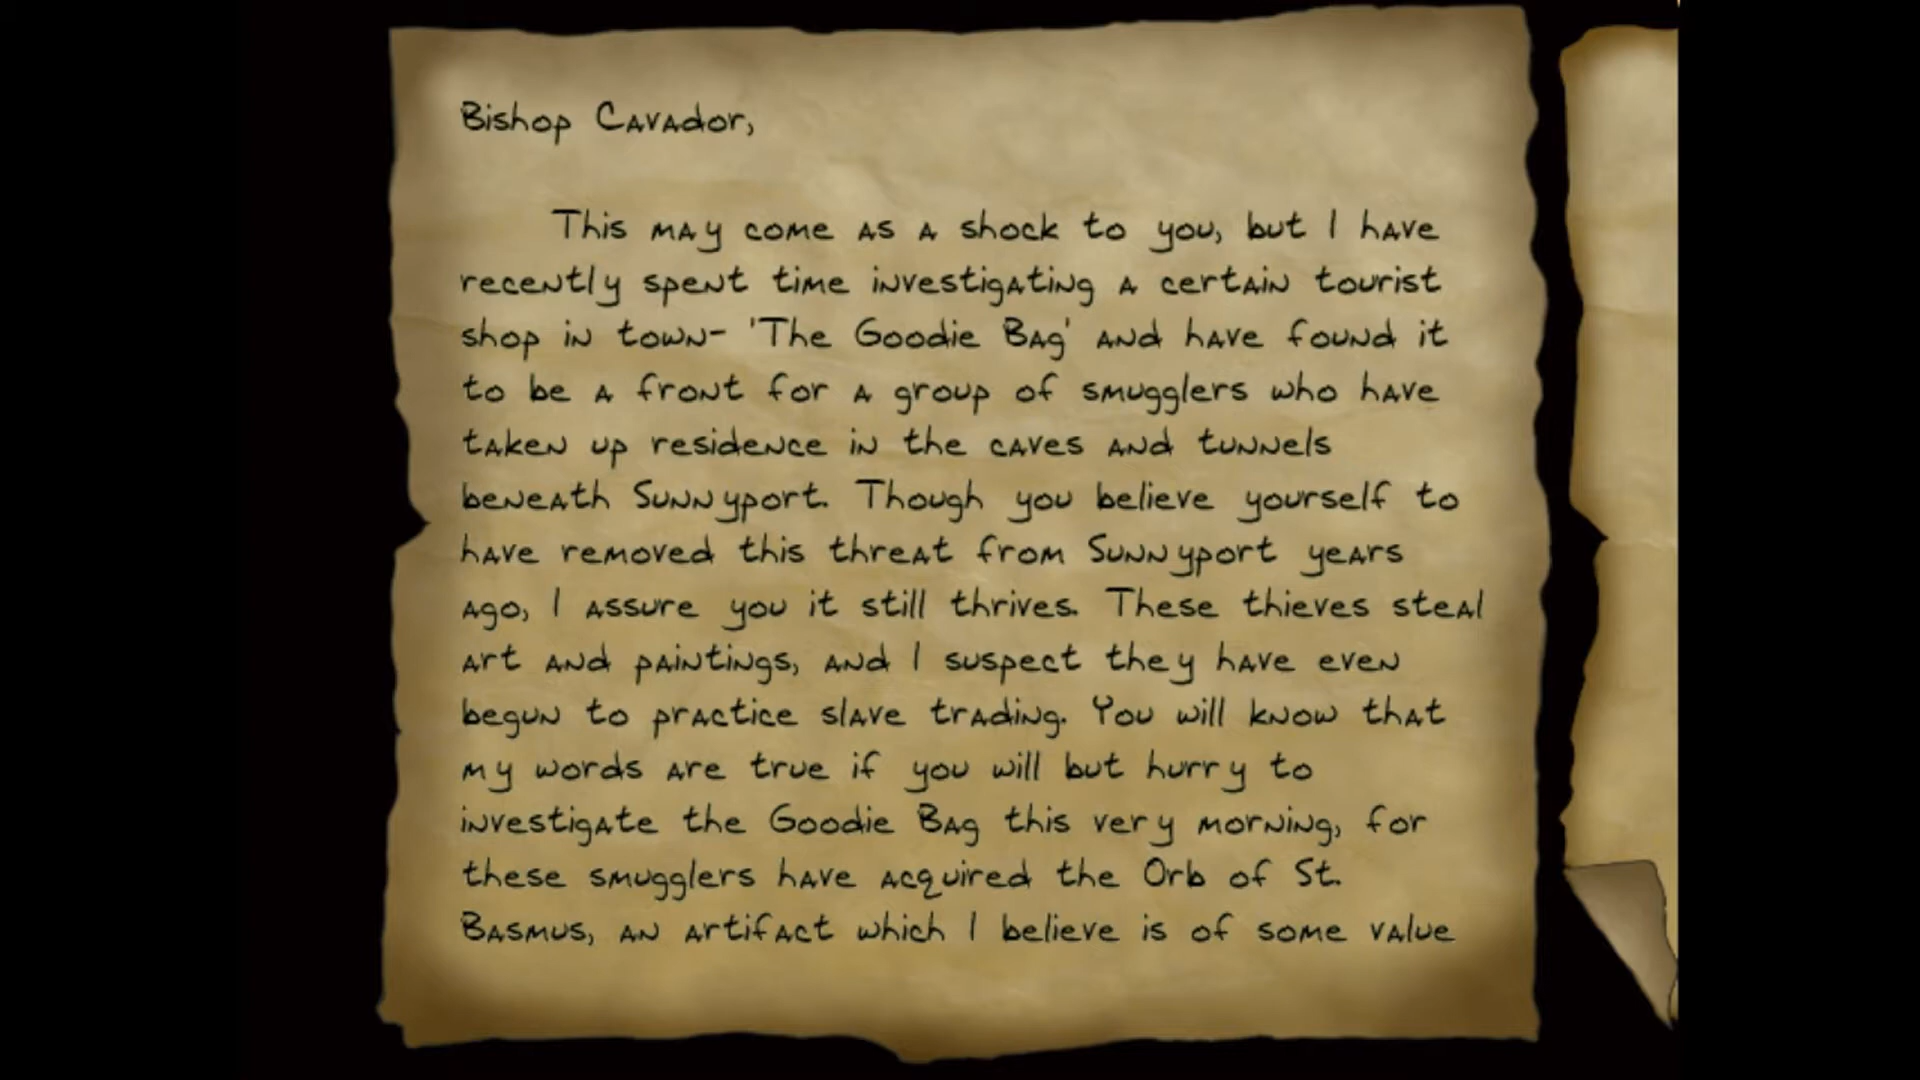 Bishop Cavador,
This may come as a shock to you, but I have
recently spent time investigating a certain tourist
shop in town- 'The Goodie Bag' and have found it
to be a front for a group of smugglers who have
taken up residence in the caves and tunnels
beneath Sunnyport. Though you believe yourself to
have removed this threat from Sunnyport years
ago, I assure you it still thrives. These thieves steal
art and paintings, and I suspect they have even
begun to practice slave trading. You will know that
my words are true if you will but hurry to
investigate the Goodie Bag this very morning, for
these smugglers have acquired the Orb of St.
Basmus, an artifact which I believe is of some value